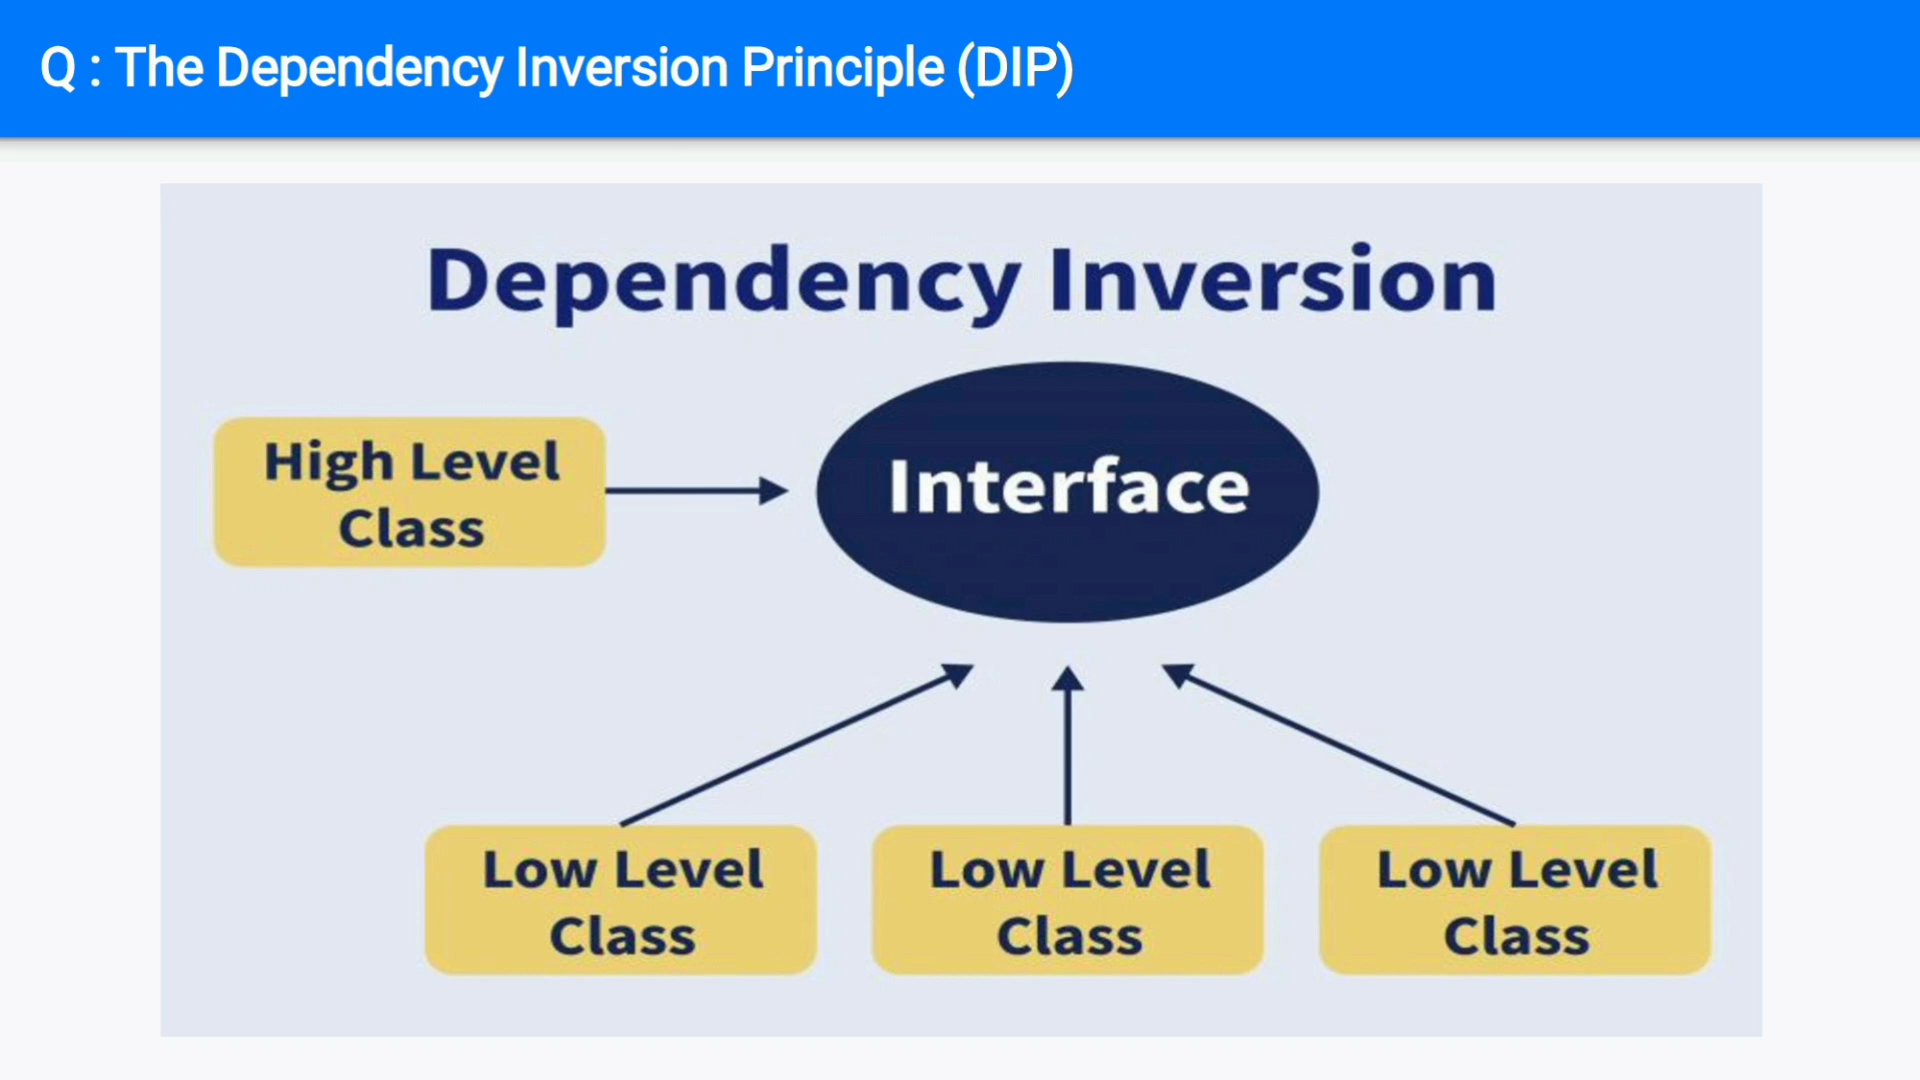 Q : The Dependency Inversion Principle (DIP)
Dependency Inversion
High Level
Class
Interface
Low Level
Class
Low Level
Class
Low Level
Class